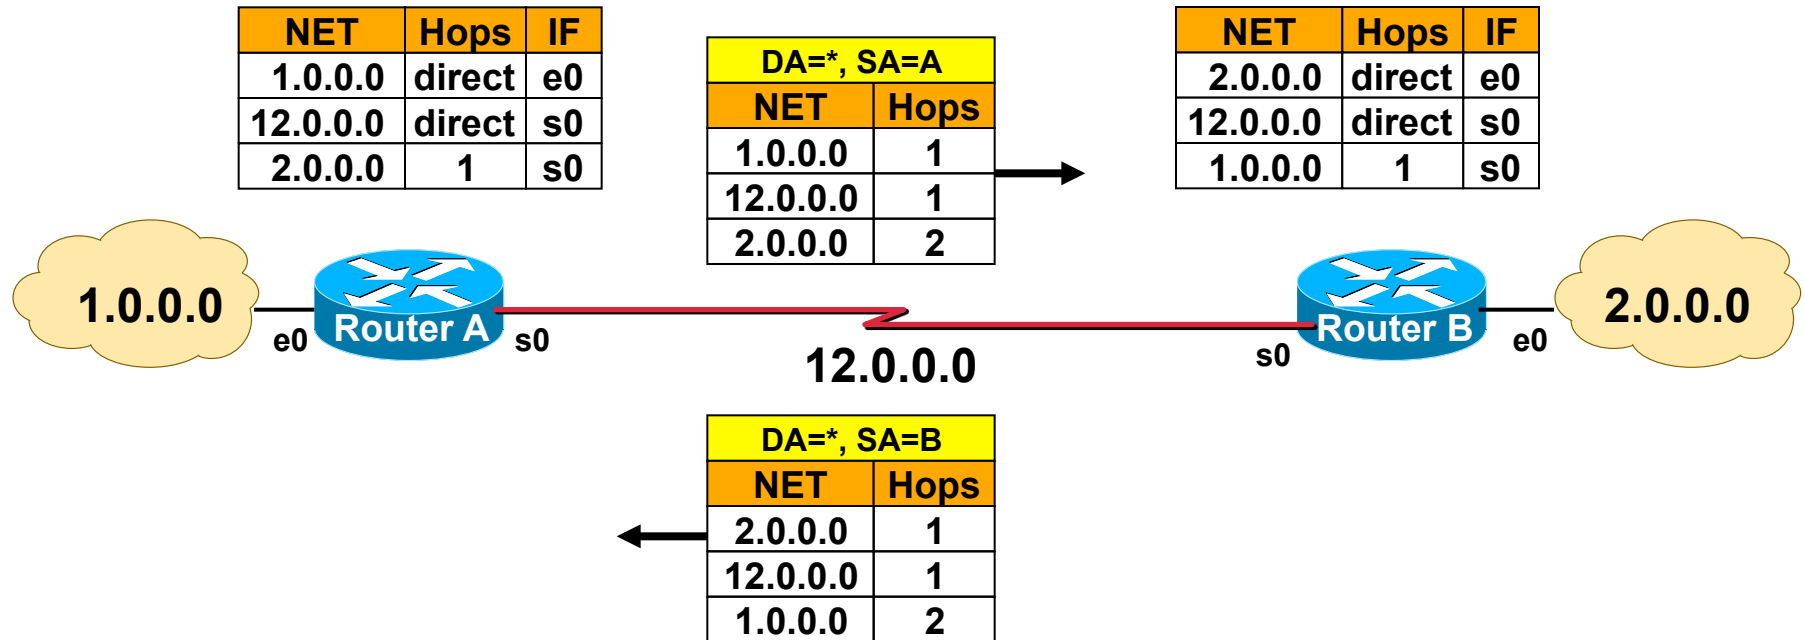 NET Hops IF
1.0.0.0 direct e0
12.0.0.0 direct s0
2.0.0.0 1 s0
DA=*, SA=A
NET Hops
1.0.0.0 1
12.0.0.0 1
2.0.0.0 2
NET Hops IF
2.0.0.0 direct e0
12.0.0.0 direct s0
1.0.0.0 1 s0
1.0.0.0
e0
Router A
s0
12.0.0.0
s0
Router B
e0
2.0.0.0
DA=*, SA=B
NET Hops
2.0.0.0 1
12.0.0.0 1
1.0.0.0 2